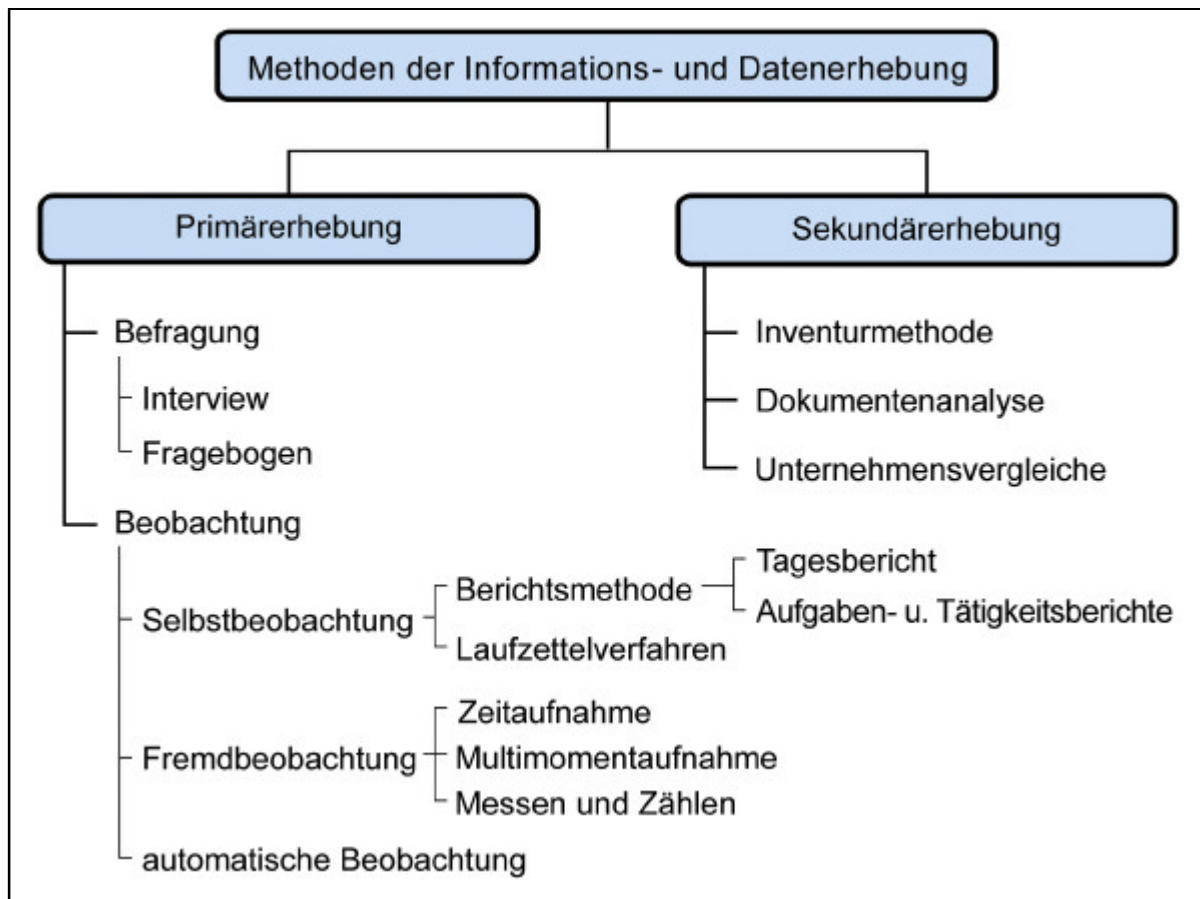 Methoden der Informations- und Datenerhebung
Primärerhebung
Befragung
Interview
Fragebogen
Beobachtung
Selbstbeobachtung
Berichtsmethode
Tagesbericht
Aufgaben- u. Tätigkeitsberichte
Laufzettelverfahren
Fremdbeobachtung
Zeitaufnahme
Multimomentaufnahme
Messen und Zählen
automatische Beobachtung
Sekundärerhebung
Inventurmethode
Dokumentenanalyse
Unternehmensvergleiche